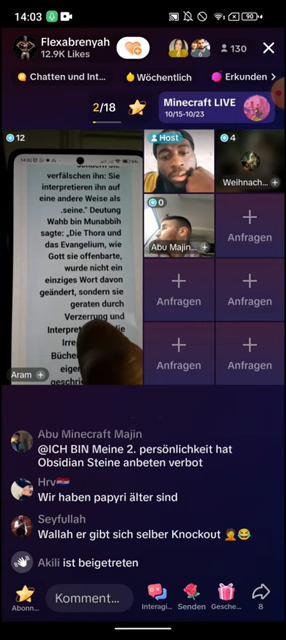 14:03
90
Flexabrenyah
12.9K Likes
130
Chatten und Int...
Wöchentlich
Erkunden
2/18
Minecraft LIVE
10/15-10/23
12
verfälschen ihn: Sie
interpretieren ihn auf
eine andere Weise als
seine.“ Deutung
Wahb bin Munabbih
sagte: „Die Thora und
das Evangelium, wie
Gott sie offenbarte,
wurde nicht ein
einziges Wort davon
geändert, sondern sie
geraten durch
Verzerrung und
Aram
Host
4
Weihnach...
0
Abu Majin...
Anfragen
Anfragen
Anfragen
Anfragen
Anfragen
Anfragen
Abu Minecraft Majin
@ICH BIN Meine 2. persönlichkeit hat
Obsidian Steine anbeten verbot
Hrv🇭🇷
Wir haben papyri älter sind
Seyfullah
Wallah er gibt sich selber Knockout 🤦😂
Akili ist beigetreten
Kommentar...
Abonn...
Interagi...
Senden
Gesche...
8